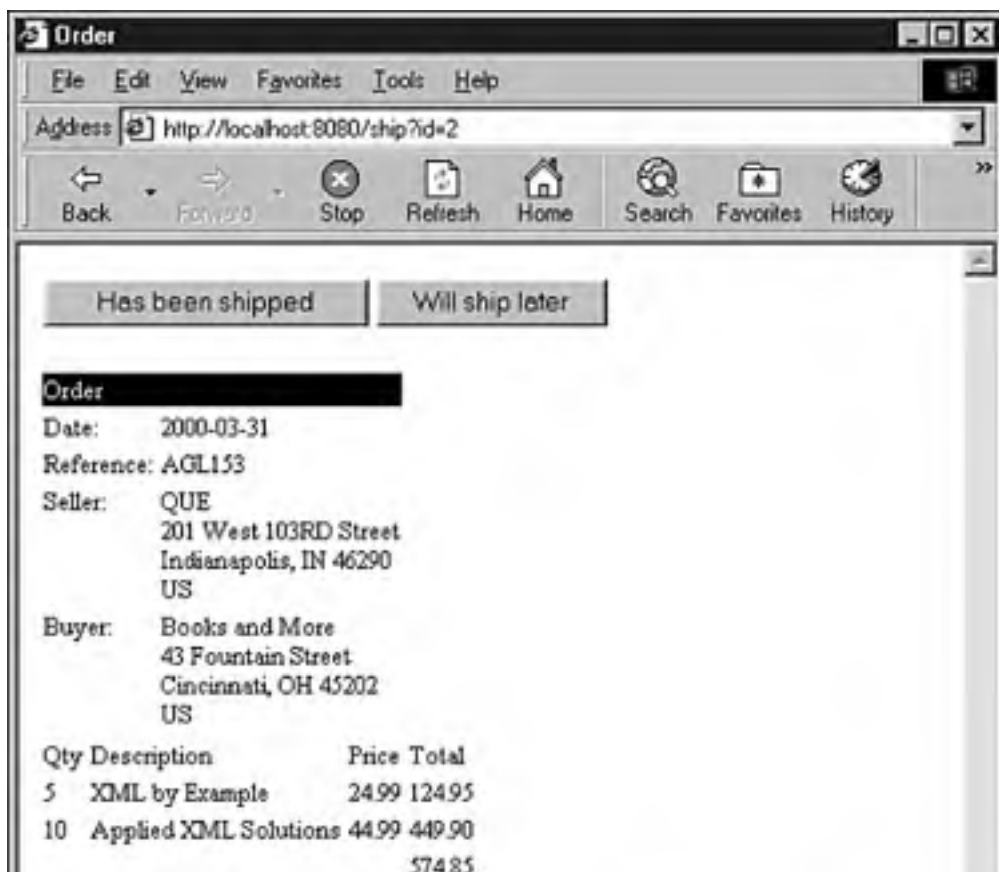 Order
File Edit View Favorites Tools Help
Address http://localhost:8080/ship?id=2
»
Back Forward Stop Refresh Home Search Favorites History
Has been shipped Will ship later
Order
Date: 2000-03-31
Reference: AGL153
Seller: QUE
201 West 103RD Street
Indianapolis, IN 46290
US
Buyer: Books and More
43 Fountain Street
Cincinnati, OH 45202
US
Qty Description Price Total
5 XML by Example 24.99 124.95
10 Applied XML Solutions 44.99 449.90
574.85